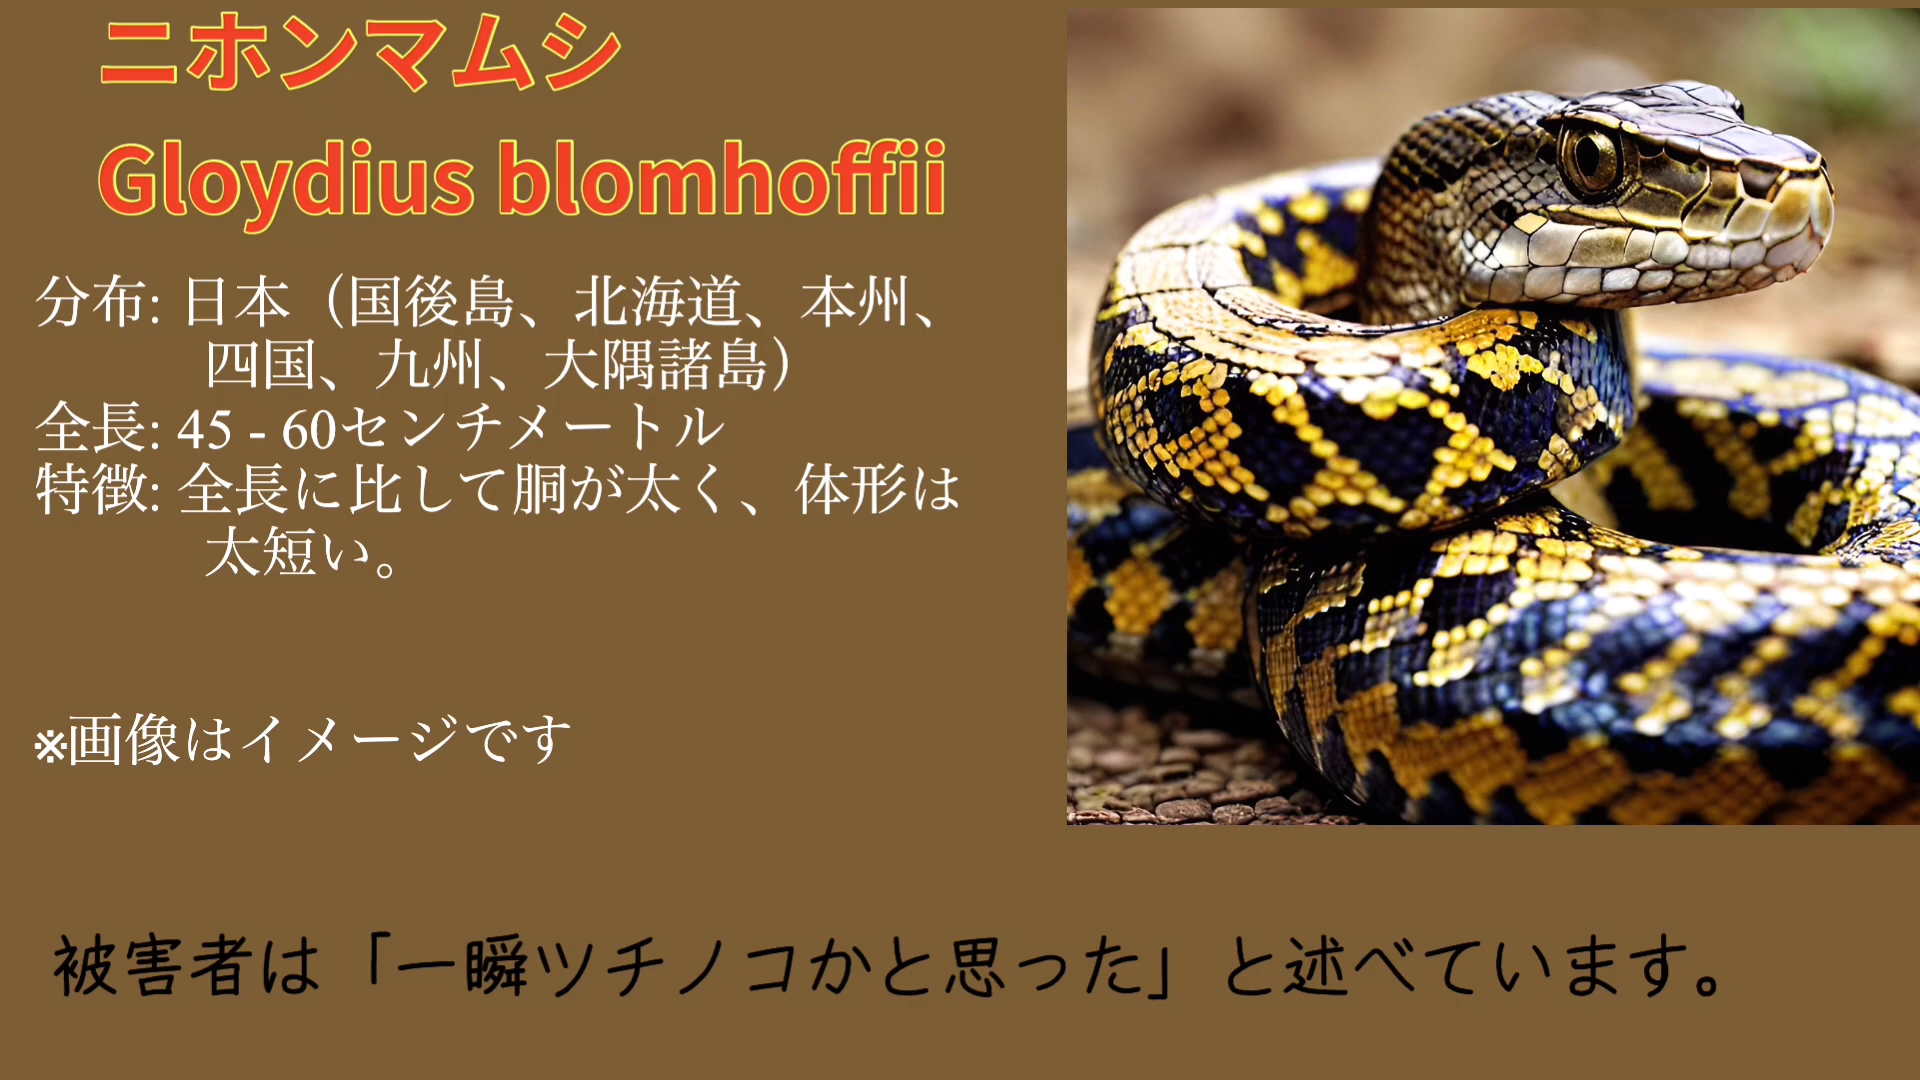 ニホンマムシ
Gloydius blomhoffii
分布: 日本（国後島、北海道、本州、
四国、九州、大隅諸島）
全長: 45 - 60センチメートル
特徴: 全長に比して胴が太く、体形は
太短い。
※画像はイメージです
被害者は「一瞬ツチノコかと思った」と述べています。